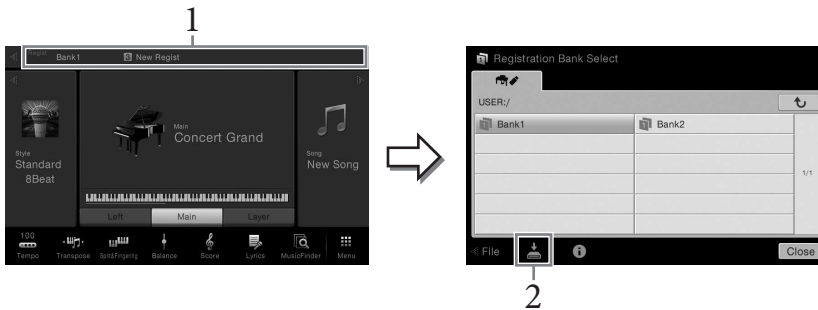 1
Regist Bank1 New Regist
Main
Concert Grand
Style
Standard
8Beat
Song
New Song
Left Main Layer
100
Tempo Transpose Split&Fingering Balance Score Lyrics MusicFinder Menu
Registration Bank Select
USER:/
Bank1 Bank2
1/1
File Close
2